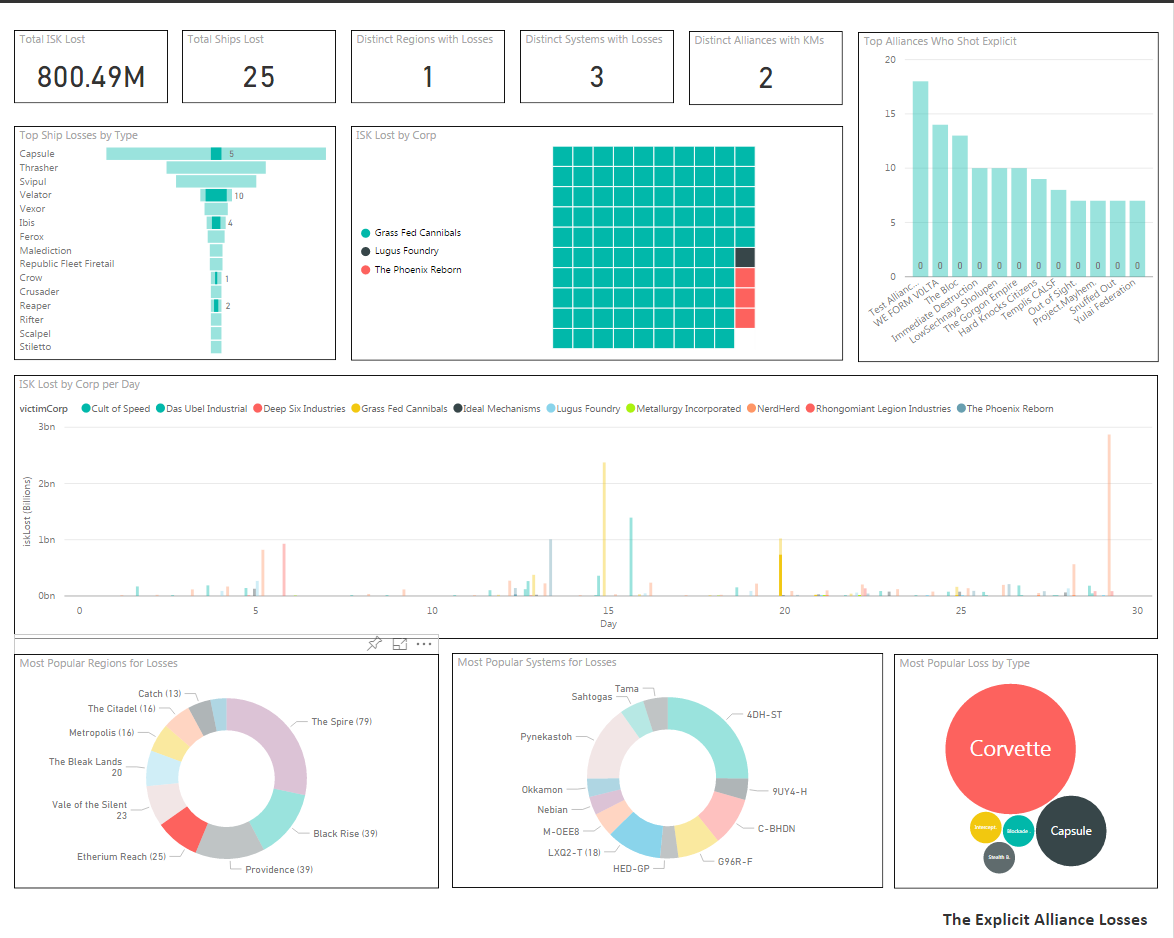 Total ISK Lost
800.49M
Total Ships Lost
25
Distinct Regions with Losses
1
Distinct Systems with Losses
3
Distinct Alliances with KMs
2
Top Alliances Who Shot Explicit
20
15
10
5
0
0 0 0 0 0 0 0 0 0 0 0 0
Test Allianc...
WE FORM V0LTA
The Bloc
Immediate Destruction
LowSechnaya Sholupen
The Gorgon Empire
Hard Knocks Citizens
Templis CALSF
Out of Sight.
Project.Mayhem.
Snuffed Out
Yulai Federation
Top Ship Losses by Type
Capsule 5
Thrasher
Svipul
Velator 10
Vexor
Ibis 4
Ferox
Malediction
Republic Fleet Firetail
Crow 1
Crusader
Reaper 2
Rifter
Scalpel
Stiletto
ISK Lost by Corp
Grass Fed Cannibals
Lugus Foundry
The Phoenix Reborn
ISK Lost by Corp per Day
victimCorp Cult of Speed Das Ubel Industrial Deep Six Industries Grass Fed Cannibals Ideal Mechanisms Lugus Foundry Metallurgy Incorporated NerdHerd Rhongomiant Legion Industries The Phoenix Reborn
iskLost (Billions)
3bn
2bn
1bn
0bn
0 5 10 15 20 25 30
Day
Most Popular Regions for Losses
Catch (13)
The Citadel (16)
Metropolis (16)
The Bleak Lands
20
Vale of the Silent
23
Etherium Reach (25)
Providence (39)
Black Rise (39)
The Spire (79)
Most Popular Systems for Losses
Tama
Sahtogas
Pynekastoh
Okkamon
Nebian
M-OEE8
LXQ2-T (18)
HED-GP
G96R-F
C-BHDN
9UY4-H
4DH-ST
Most Popular Loss by Type
Corvette
Capsule
Stealth B.
The Explicit Alliance Losses